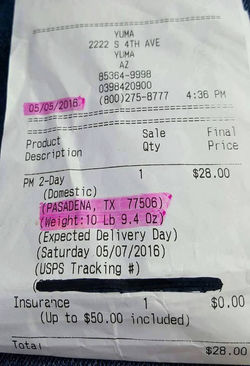 YUMA
2222 S 4TH AVE
YUMA
AZ
85364-9998
0398420900
05/05/2016 (800)275-8777 4:36 PM
Product Sale Final
Description Qty Price
PM 2-Day 1 $28.00
(Domestic)
(PASADENA, TX 77506)
(Weight:10 Lb 9.4 Oz)
(Expected Delivery Day)
(Saturday 05/07/2016)
(USPS Tracking #)
Insurance 1 $0.00
(Up to $50.00 included)
Total $28.00